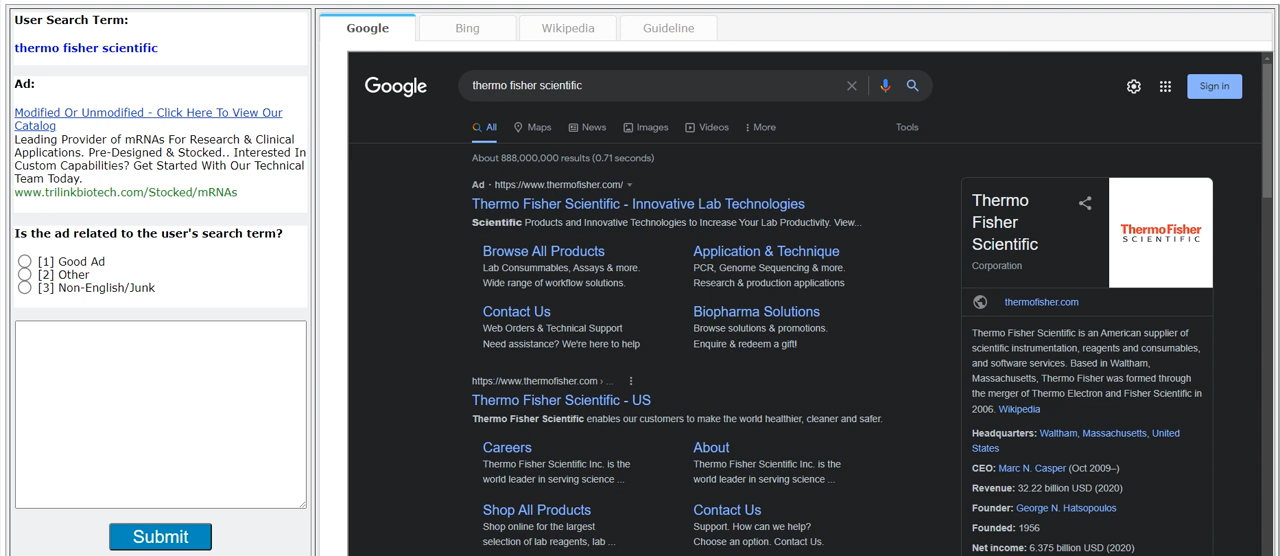 User Search Term:
thermo fisher scientific
Ad:
Modified Or Unmodified - Click Here To View Our
Catalog
Leading Provider of mRNAs For Research & Clinical
Applications. Pre-Designed & Stocked.. Interested In
Custom Capabilities? Get Started With Our Technical
Team Today.
www.trilinkbiotech.com/Stocked/mRNAs
Is the ad related to the user's search term?
[1] Good Ad
[2] Other
[3] Non-English/Junk
Submit
Google Bing Wikipedia Guideline
Google thermo fisher scientific Sign in
All Maps News Images Videos More Tools
About 888,000,000 results (0.71 seconds)
Ad · https://www.thermofisher.com/
Thermo Fisher Scientific - Innovative Lab Technologies
Scientific Products and Innovative Technologies to Increase Your Lab Productivity. View...
Browse All Products
Lab Consummables, Assays & more.
Wide range of workflow solutions.
Application & Technique
PCR, Genome Sequencing & more.
Research & production applications
Contact Us
Web Orders & Technical Support
Need assistance? We're here to help
Biopharma Solutions
Browse solutions & promotions.
Enquire & redeem a gift!
https://www.thermofisher.com › ...
Thermo Fisher Scientific - US
Thermo Fisher Scientific enables our customers to make the world healthier, cleaner and safer.
Careers
Thermo Fisher Scientific Inc. is the
world leader in serving science ...
About
Thermo Fisher Scientific Inc. is the
world leader in serving science ...
Shop All Products
Shop online for the largest
selection of lab reagents, lab ...
Contact Us
Support. How can we help?
Choose an option. Contact Us.
Thermo
Fisher
Scientific
Corporation
ThermoFisher
SCIENTIFIC
thermofisher.com
Thermo Fisher Scientific is an American supplier of
scientific instrumentation, reagents and consumables,
and software services. Based in Waltham,
Massachusetts, Thermo Fisher was formed through
the merger of Thermo Electron and Fisher Scientific in
2006. Wikipedia
Headquarters: Waltham, Massachusetts, United
States
CEO: Marc N. Casper (Oct 2009–)
Revenue: 32.22 billion USD (2020)
Founder: George N. Hatsopoulos
Founded: 1956
Net income: 6.375 billion USD (2020)